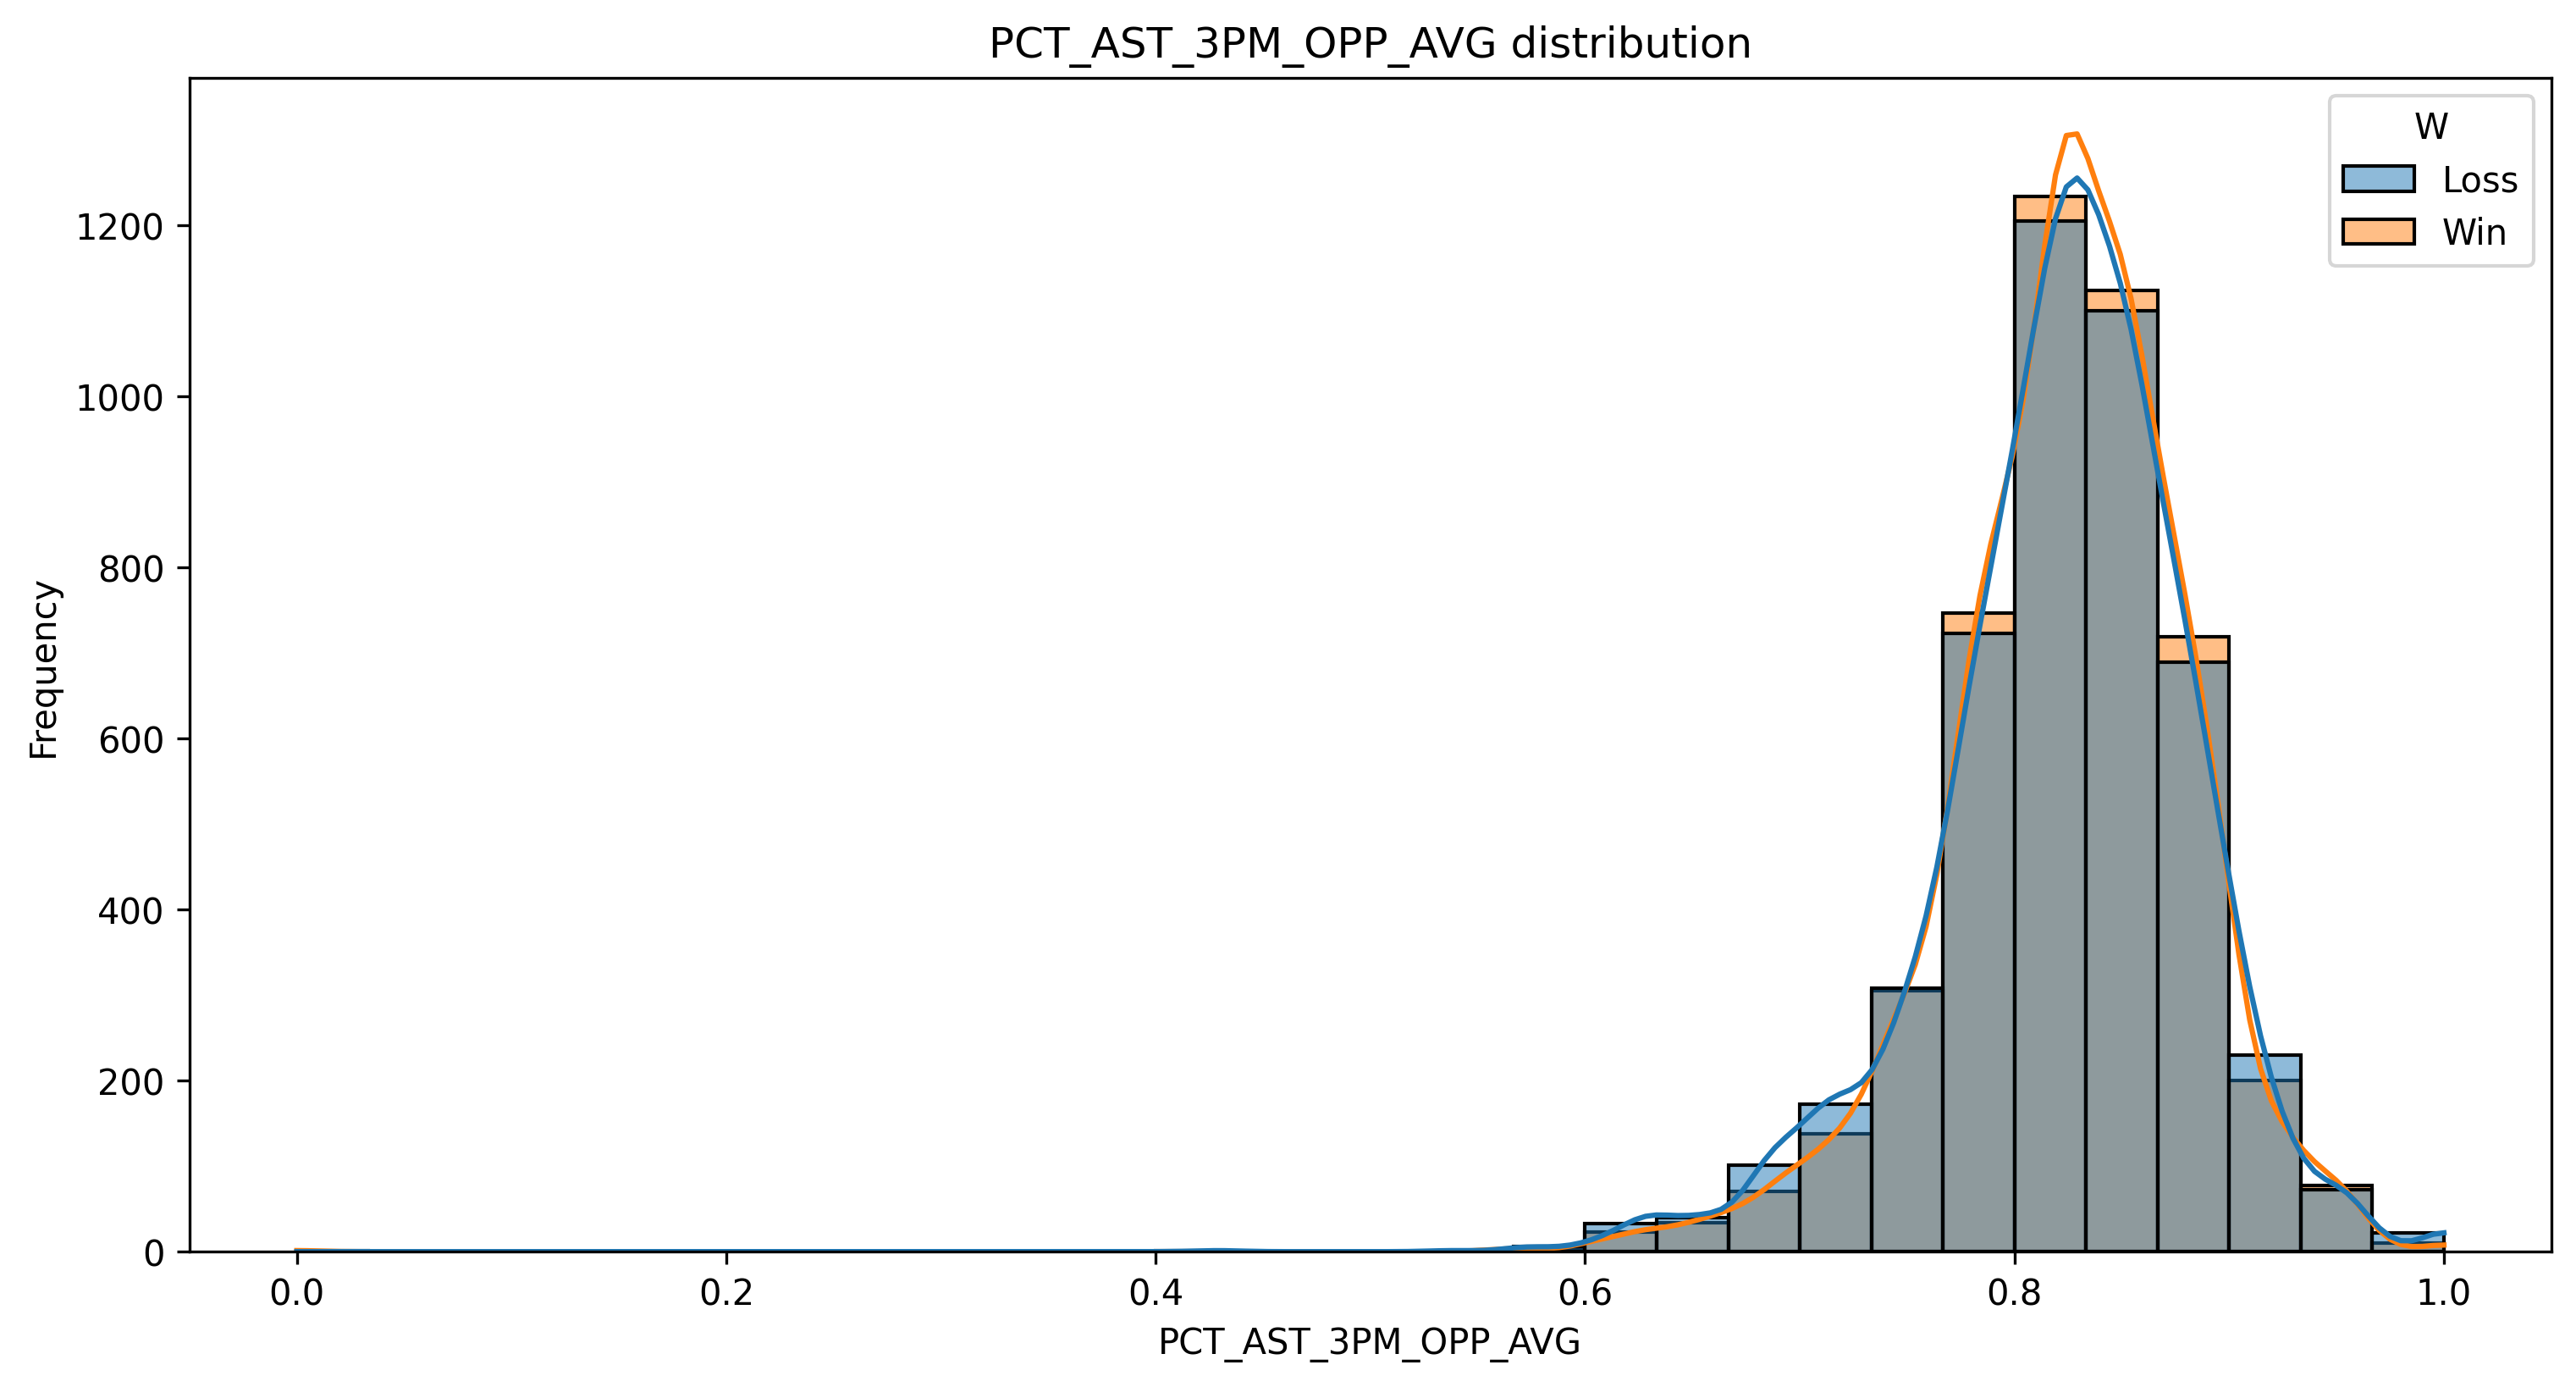 PCT_AST_3PM_OPP_AVG distribution
W
Loss
Win
Frequency
1200
1000
800
600
400
200
0
0.0 0.2 0.4 0.6 0.8 1.0
PCT_AST_3PM_OPP_AVG